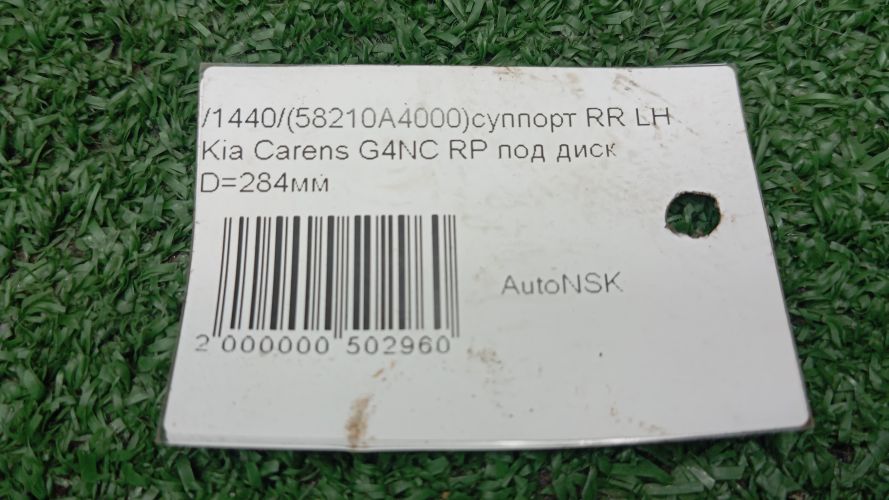 /1440/(58210A4000)суппорт RR LH
Kia Carens G4NC RP под диск
D=284мм
AutoNSK
2 000000 502960